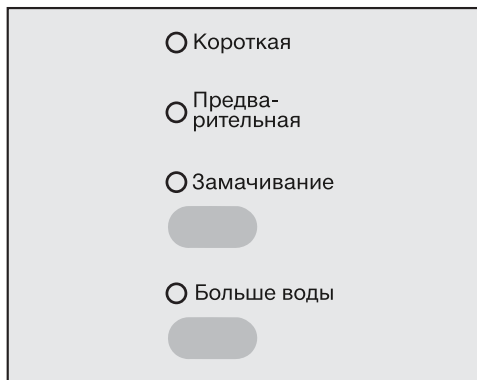 Короткая
Предва-
рительная
Замачивание
Больше воды